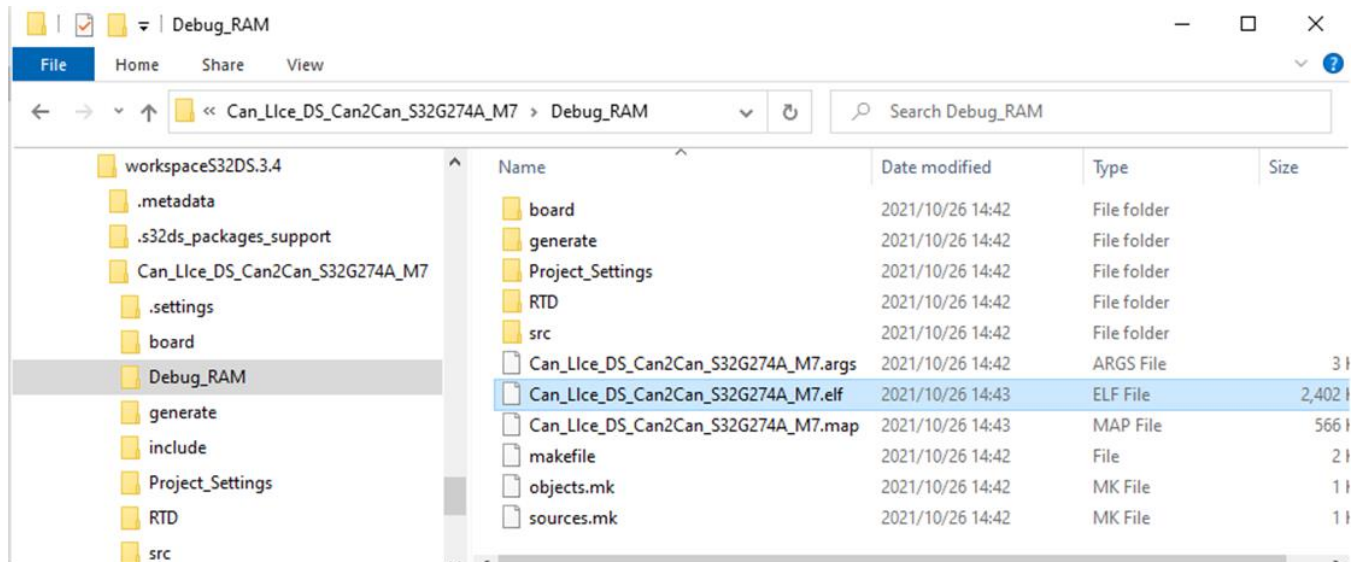 Debug_RAM
File Home Share View
« Can_LIce_DS_Can2Can_S32G274A_M7 > Debug_RAM Search Debug_RAM
workspaceS32DS.3.4
.metadata
.s32ds_packages_support
Can_LIce_DS_Can2Can_S32G274A_M7
.settings
board
Debug_RAM
generate
include
Project_Settings
RTD
src
Name Date modified Type Size
board 2021/10/26 14:42 File folder
generate 2021/10/26 14:42 File folder
Project_Settings 2021/10/26 14:42 File folder
RTD 2021/10/26 14:42 File folder
src 2021/10/26 14:42 File folder
Can_LIce_DS_Can2Can_S32G274A_M7.args 2021/10/26 14:42 ARGS File 3
Can_LIce_DS_Can2Can_S32G274A_M7.elf 2021/10/26 14:43 ELF File 2,402
Can_LIce_DS_Can2Can_S32G274A_M7.map 2021/10/26 14:43 MAP File 566
makefile 2021/10/26 14:42 File 2
objects.mk 2021/10/26 14:42 MK File 1
sources.mk 2021/10/26 14:42 MK File 1